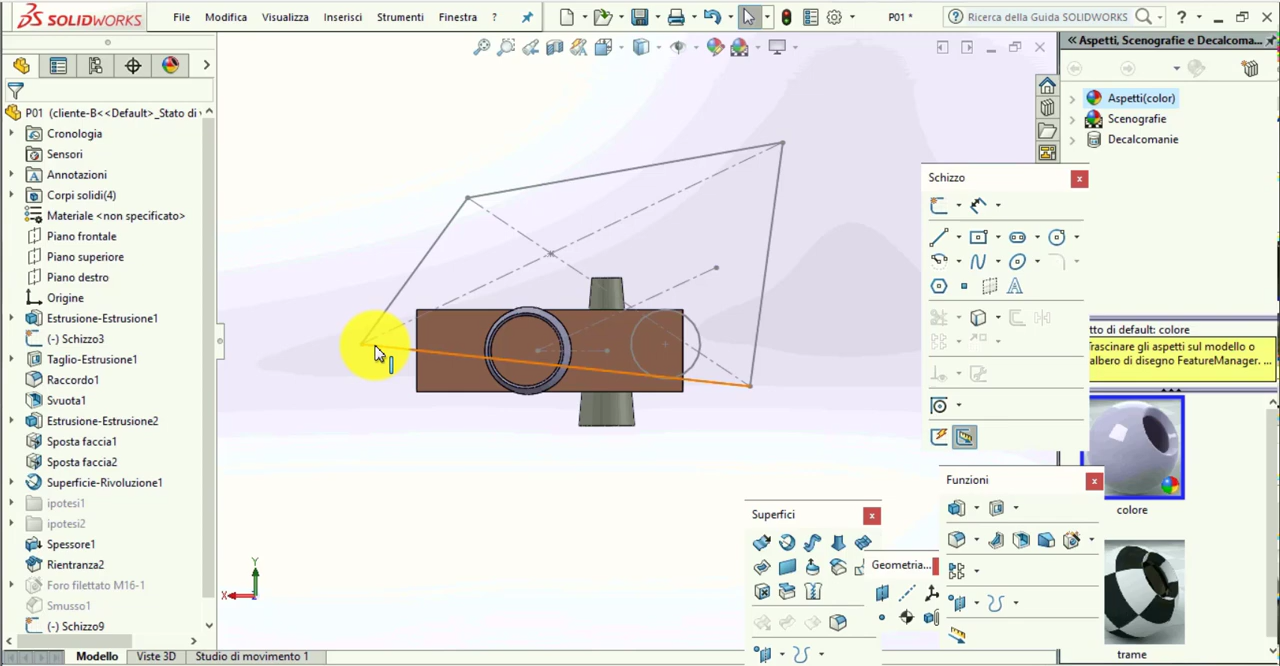 SOLIDWORKS
File
Modifica
Visualizza
Inserisci
Strumenti
Finestra
?
P01 *
Ricerca della Guida SOLIDWORKS
?
« Aspetti, Scenografie e Decalcoma...
P01 (cliente-B<<Default>_Stato di
Cronologia
Sensori
Annotazioni
Corpi solidi(4)
Materiale <non specificato>
Piano frontale
Piano superiore
Piano destro
Origine
Estrusione-Estrusione1
(-) Schizzo3
Taglio-Estrusione1
Raccordo1
Svuota1
Estrusione-Estrusione2
Sposta faccia1
Sposta faccia2
Superficie-Rivoluzione1
ipotesi1
ipotesi2
Spessore1
Rientranza2
Foro filettato M16-1
Smusso1
(-) Schizzo9
Y
X
Aspetti(color)
Scenografie
Decalcomanie
Schizzo
Funzioni
Superfici
Geometria...
tto di default: colore
Trascinare gli aspetti sul modello o
albero di disegno FeatureManager. ...
colore
trame
Modello
Viste 3D
Studio di movimento 1